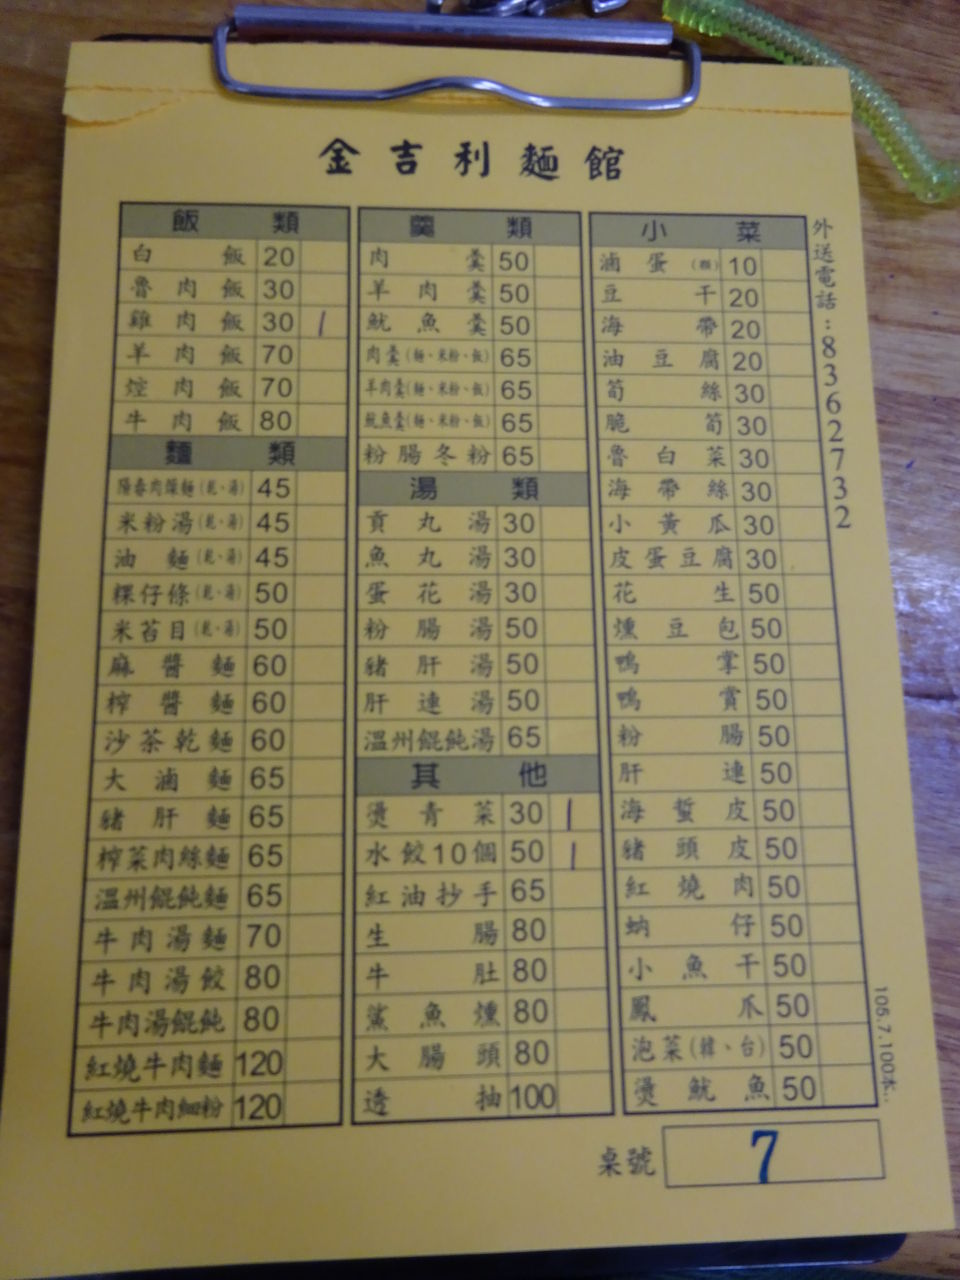 金吉利麵館
飯類
白飯 20
魯肉飯 30
雞肉飯 30 1
羊肉飯 70
焢肉飯 70
牛肉飯 80
麵類
陽春肉燥麵(乾、湯) 45
米粉湯(乾、湯) 45
油麵(乾、湯) 45
粿仔條(乾、湯) 50
米苔目(乾、湯) 50
麻醬麵 60
榨醬麵 60
沙茶乾麵 60
大滷麵 65
豬肝麵 65
榨菜肉絲麵 65
溫州餛飩麵 65
牛肉湯麵 70
牛肉湯餃 80
牛肉湯餛飩 80
紅燒牛肉麵 120
紅燒牛肉細粉 120
羹類
肉羹 50
羊肉羹 50
魷魚羹 50
肉羹(麵、米粉、飯) 65
羊肉羹(麵、米粉、飯) 65
魷魚羹(麵、米粉、飯) 65
粉腸冬粉 65
湯類
貢丸湯 30
魚丸湯 30
蛋花湯 30
粉腸湯 50
豬肝湯 50
肝連湯 50
溫州餛飩湯 65
其他
燙青菜 30 1
水餃10個 50 1
紅油抄手 65
生腸 80
牛肚 80
鯊魚燻 80
大腸頭 80
透抽 100
小菜
滷蛋(顆) 10
豆干 20
海帶 20
油豆腐 20
筍絲 30
脆筍 30
魯白菜 30
海帶絲 30
小黃瓜 30
皮蛋豆腐 30
花生 50
燻豆包 50
鴨掌 50
鴨賞 50
粉腸 50
肝連 50
海蜇皮 50
豬頭皮 50
紅燒肉 50
蚋仔 50
小魚干 50
鳳爪 50
泡菜(韓、台) 50
燙魷魚 50
外送電話:8362732
105.7.100本
桌號 7